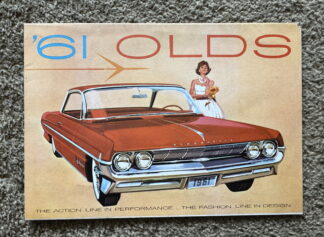 '61 OLDS
1961
THE ACTION LINE IN PERFORMANCE . . THE FASHION LINE IN DESIGN